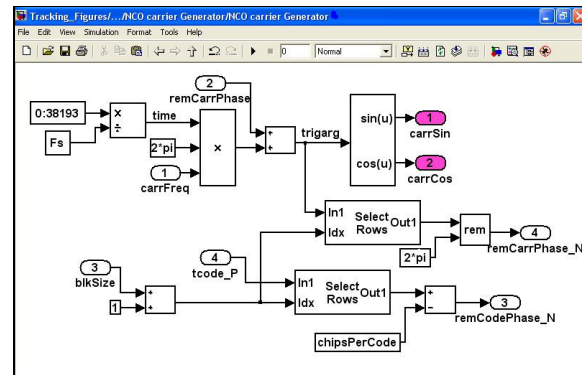 Tracking_Figures/.../NCO carrier Generator/NCO carrier Generator
File Edit View Simulation Format Tools Help
0 Normal
2
remCarrPhase
0:38193
×
÷
time
Fs
2*pi
×
1
carrFreq
+
+
trigarg
sin(u)
cos(u)
1
carrSin
2
carrCos
In1
Idx
Select
Rows
Out1
rem
4
remCarrPhase_N
2*pi
4
tcode_P
3
blkSize
1
+
+
In1
Idx
Select
Rows
Out1
+
−
3
remCodePhase_N
chipsPerCode